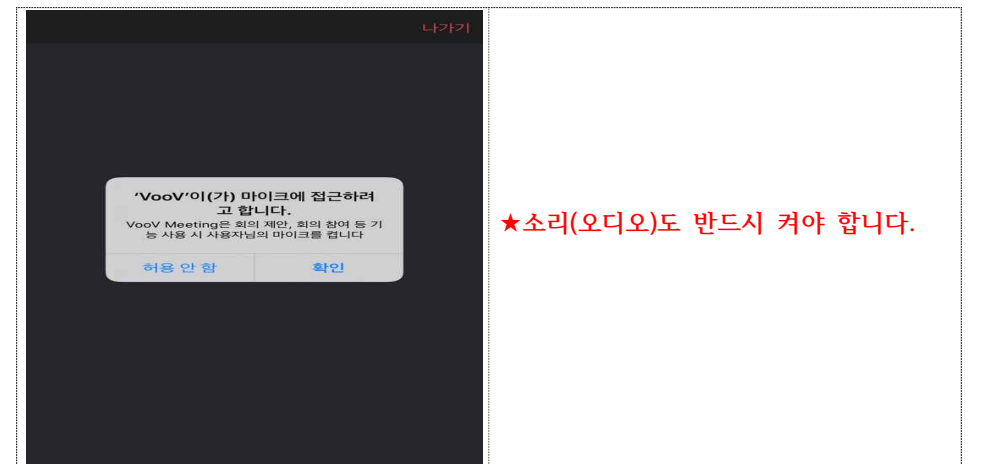 나가기
‘VooV’이(가) 마이크에 접근하려
고 합니다.
VooV Meeting은 회의 제안, 회의 참여 등 기
능 사용 시 사용자님의 마이크를 켭니다
허용 안 함
확인
★소리(오디오)도 반드시 켜야 합니다.